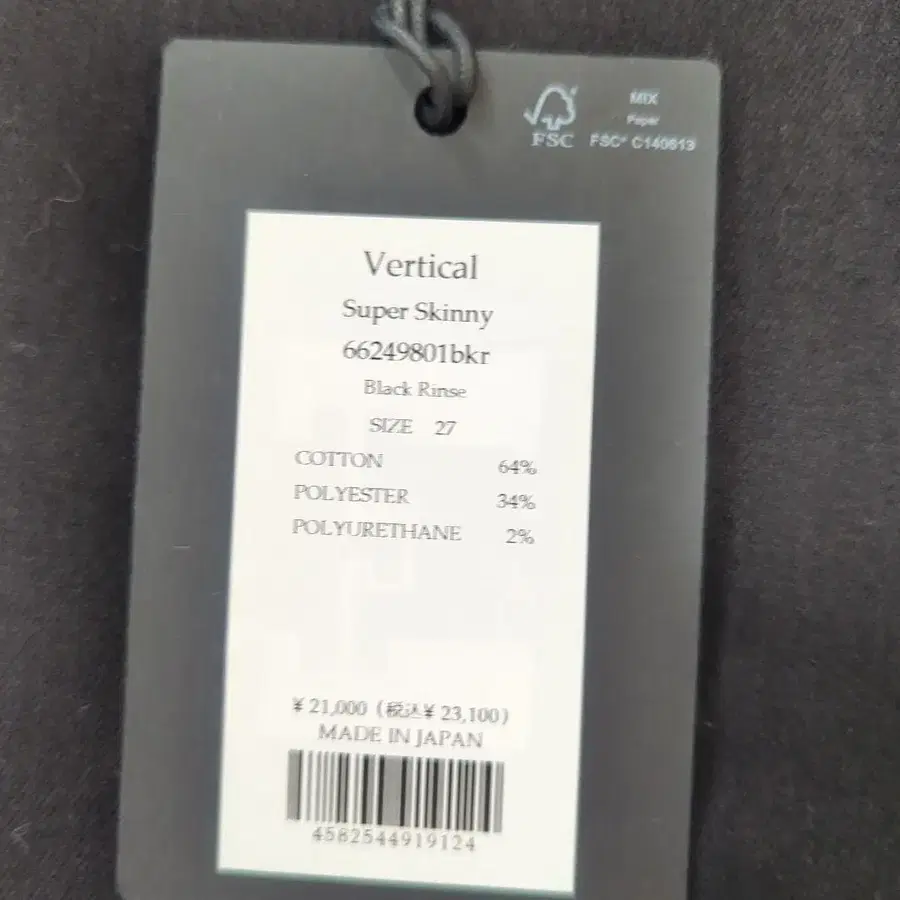 FSC
MIX
Paper
FSC® C140613
Vertical
Super Skinny
66249801bkr
Black Rinse
SIZE 27
COTTON 64%
POLYESTER 34%
POLYURETHANE 2%
¥ 21,000 (税込¥ 23,100)
MADE IN JAPAN
4582544919124